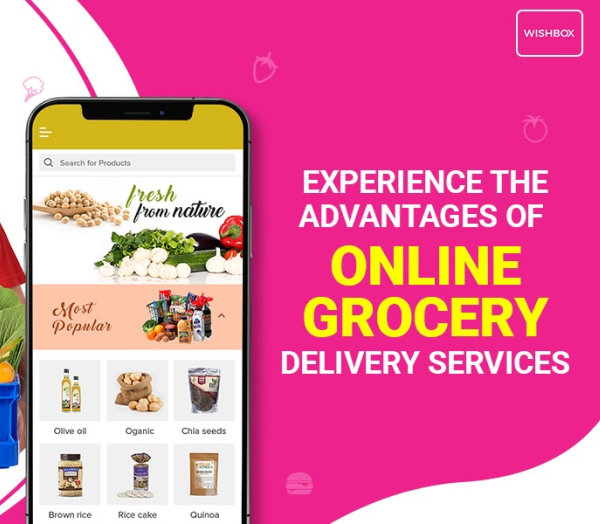 WISHBOX
Search for Products
fresh
from nature
Most
Popular
Olive oil
Oganic
Chia seeds
Brown rice
Rice cake
Quinoa
EXPERIENCE THE
ADVANTAGES OF
ONLINE
GROCERY
DELIVERY SERVICES